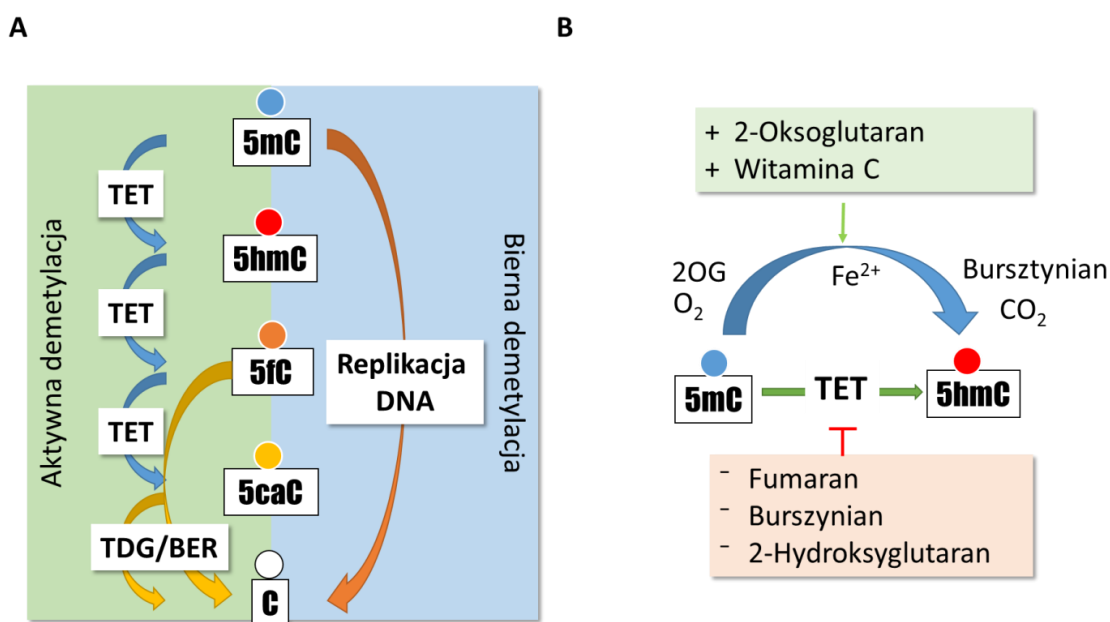 A
Aktywna demetylacja
5mC
TET
5hmC
TET
5fC
TET
5caC
TDG/BER
C
Replikacja
DNA
Bierna demetylacja
B
+ 2-Oksoglutaran
+ Witamina C
2OG
O₂
Fe²⁺
Bursztynian
CO₂
5mC
TET
5hmC
- Fumaran
- Burszynian
- 2-Hydroksyglutaran